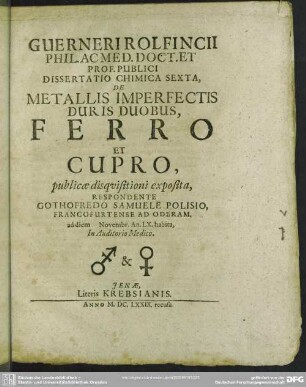 GUERNERI ROLFINCII
PHIL. AC MED. DOCT. ET
PROF. PUBLICI
DISSERTATIO CHIMICA SEXTA,
DE
METALLIS IMPERFECTIS
DURIS DUOBUS,
FERRO
ET
CUPRO,
publicæ disqvisitioni exposita,
RESPONDENTE
GOTHOFREDO SAMUELE POLISIO,
FRANCOFURTENSE AD ODERAM.
ad diem Novembr. An. LX. habita,
In Auditorio Medico.
♂ & ♀
JENÆ,
Literis KREBSIANIS.
ANNO M. DC. LXXIX. recusa.